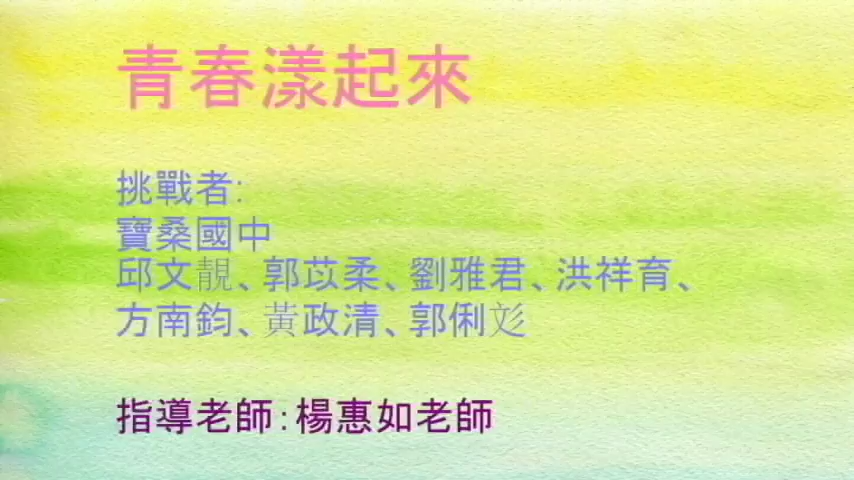 青春漾起來
挑戰者:
寶桑國中
邱文靚、郭苡柔、劉雅君、洪祥育、
方南鈞、黃政清、郭俐彣
指導老師：楊惠如老師